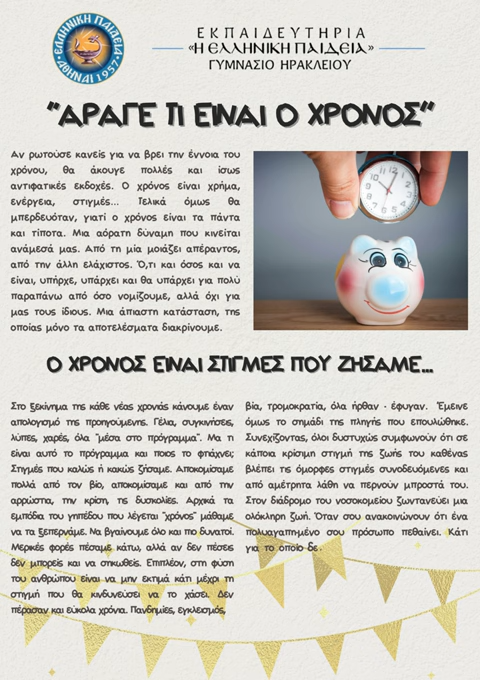 ΕΛΛΗΝΙΚΗ ΠΑΙΔΕΙΑ
ΑΘΗΝΑΙ 1957
ΕΚΠΑΙΔΕΥΤΗΡΙΑ
«Η ΕΛΛΗΝΙΚΗ ΠΑΙΔΕΙΑ»
ΓΥΜΝΑΣΙΟ ΗΡΑΚΛΕΙΟΥ
"ΑΡΑΓΕ ΤΙ ΕΙΝΑΙ Ο ΧΡΟΝΟΣ"
Αν ρωτούσε κανείς για να βρει την έννοια του
χρόνου, θα άκουγε πολλές και ίσως
αντιφατικές εκδοχές. Ο χρόνος είναι χρήμα,
ενέργεια, στιγμές... Τελικά όμως θα
μπερδευόταν, γιατί ο χρόνος είναι τα πάντα
και τίποτα. Μια αόρατη δύναμη που κινείται
ανάμεσά μας. Από τη μία μοιάζει απέραντος,
από την άλλη ελάχιστος. Ό,τι και όσος και να
είναι, υπήρχε, υπάρχει και θα υπάρχει για πολύ
παραπάνω από όσο νομίζουμε, αλλά όχι για
μας τους ίδιους. Μια άπιαστη κατάσταση, της
οποίας μόνο τα αποτελέσματα διακρίνουμε.
Ο ΧΡΟΝΟΣ ΕΙΝΑΙ ΣΤΙΓΜΕΣ ΠΟΥ ΖΗΣΑΜΕ...
Στο ξεκίνημα της κάθε νέας χρονιάς κάνουμε έναν
απολογισμό της προηγούμενης. Γέλια, συγκινήσεις,
λύπες, χαρές, όλα "μέσα στο πρόγραμμα". Μα τι
είναι αυτό το πρόγραμμα και ποιος το φτιάχνει;
Στιγμές που καλώς ή κακώς ζήσαμε. Αποκομίσαμε
πολλά από τον βίο, αποκομίσαμε και από την
αρρώστια, την κρίση, τις δυσκολίες. Αρχικά τα
εμπόδια του γηπέδου που λέγεται "χρόνος" μάθαμε
να τα ξεπερνάμε. Να βγαίνουμε όλο και πιο δυνατοί.
Μερικές φορές πέσαμε κάτω, αλλά αν δεν πέσεις
δεν μπορείς και να σηκωθείς. Επιπλέον, στη φύση
του ανθρώπου είναι να μην εκτιμά κάτι μέχρι τη
στιγμή που θα κινδυνεύσει να το χάσει. Δεν
πέρασαν και εύκολα χρόνια. Πανδημίες, εγκλεισμός,
βία, τρομοκρατία, όλα ήρθαν - έφυγαν. Έμεινε
όμως το σημάδι της πληγής που επουλώθηκε.
Συνεχίζοντας, όλοι δυστυχώς συμφωνούν ότι σε
κάποια κρίσιμη στιγμή της ζωής του καθένας
βλέπει τις όμορφες στιγμές συνοδευόμενες και
από αμέτρητα λάθη να περνούν μπροστά του.
Στον διάδρομο του νοσοκομείου ζωντανεύει μια
ολόκληρη ζωή. Όταν σου ανακοινώνουν ότι ένα
πολυαγαπημένο σου πρόσωπο πεθαίνει. Κάτι
για το οποίο δε